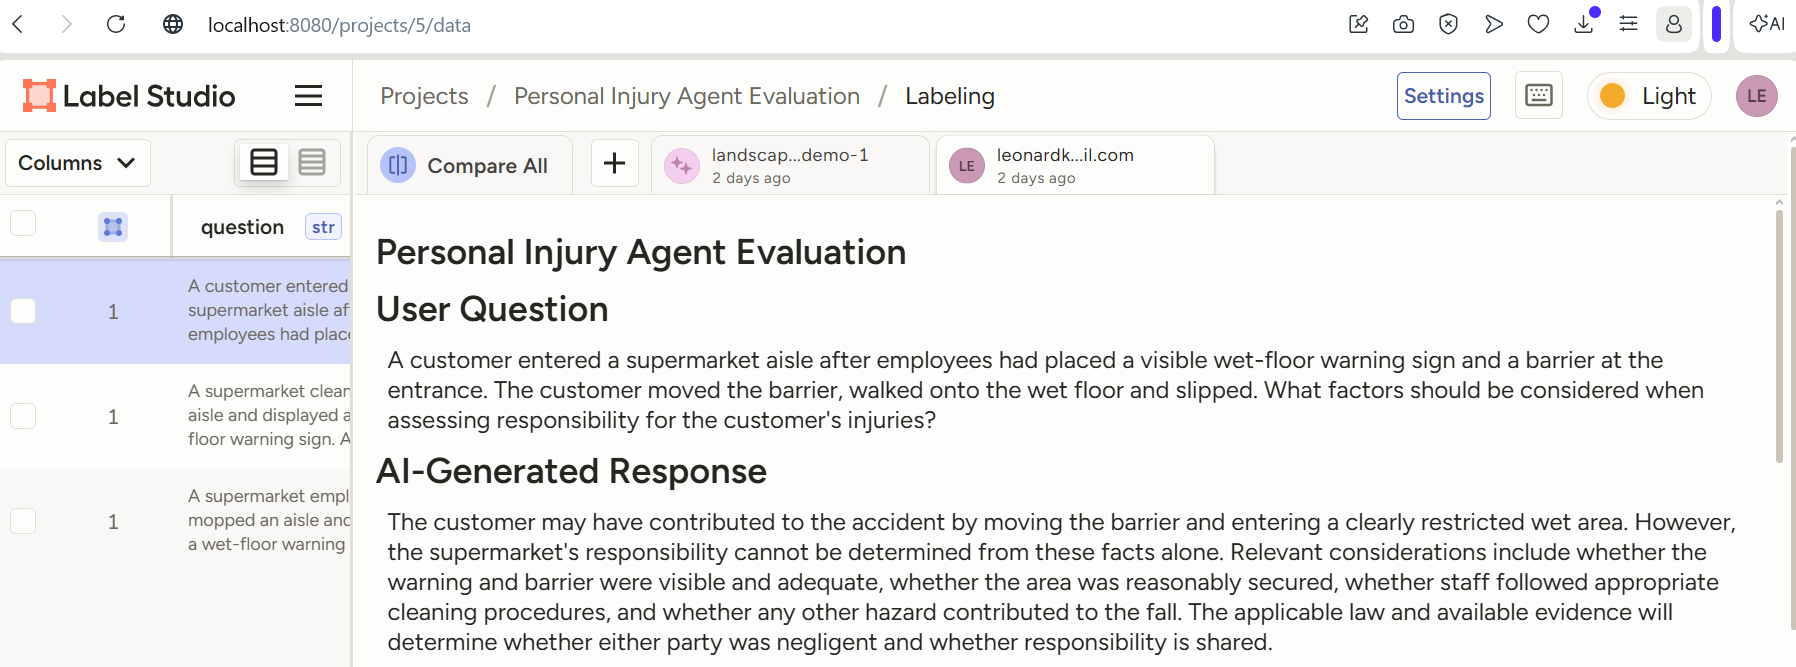 localhost:8080/projects/5/data
AI
Label Studio
Projects / Personal Injury Agent Evaluation / Labeling
Settings
Light
LE
Columns
Compare All
+
landscap...demo-1
2 days ago
LE
leonardk...il.com
2 days ago
question str
1
A customer entered
supermarket aisle af
employees had place
1
A supermarket clean
aisle and displayed a
floor warning sign. A
1
A supermarket empl
mopped an aisle and
a wet-floor warning
Personal Injury Agent Evaluation
User Question
A customer entered a supermarket aisle after employees had placed a visible wet-floor warning sign and a barrier at the
entrance. The customer moved the barrier, walked onto the wet floor and slipped. What factors should be considered when
assessing responsibility for the customer's injuries?
AI-Generated Response
The customer may have contributed to the accident by moving the barrier and entering a clearly restricted wet area. However,
the supermarket's responsibility cannot be determined from these facts alone. Relevant considerations include whether the
warning and barrier were visible and adequate, whether the area was reasonably secured, whether staff followed appropriate
cleaning procedures, and whether any other hazard contributed to the fall. The applicable law and available evidence will
determine whether either party was negligent and whether responsibility is shared.